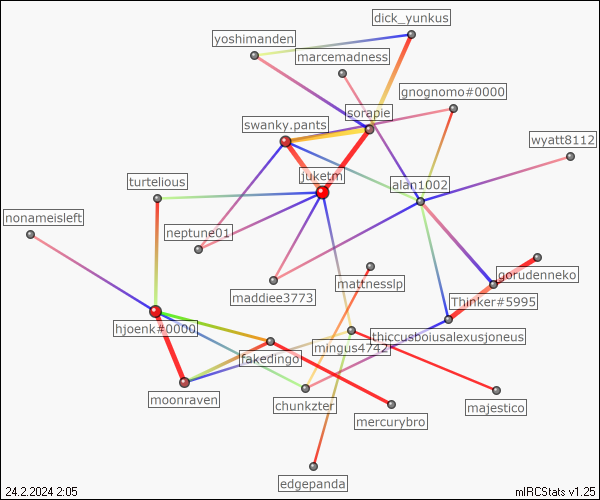 dick_yunkus
yoshimanden
marcemadness
gnognomo#0000
sorapie
swanky.pants
wyatt8112
juketm
turtelious
alan1002
nonameisleft
neptune01
gorudenneko
mattnesslp
maddiee3773
Thinker#5995
hjoenk#0000
thiccusboiusalexusjoneus
mingus4742
fakedingo
moonraven
chunkzter
majestico
mercurybro
edgepanda
24.2.2024 2:05
mIRCStats v1.25